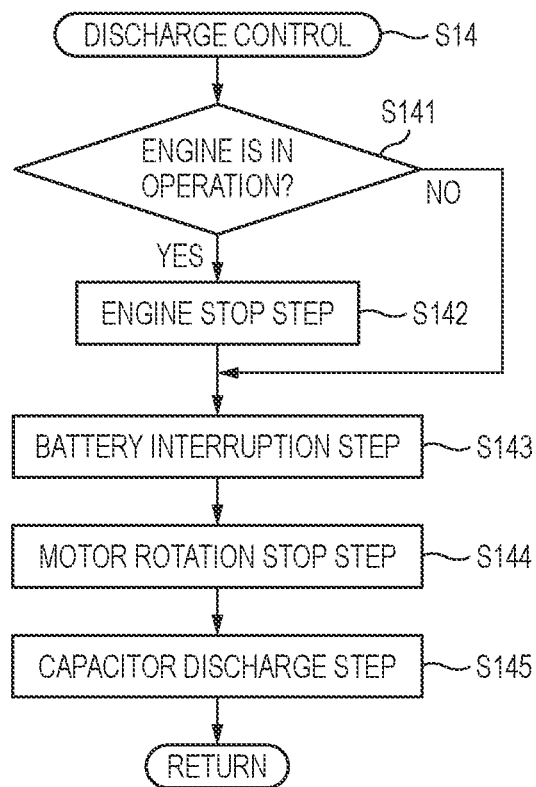 DISCHARGE CONTROL
S14
S141
ENGINE IS IN
OPERATION?
NO
YES
ENGINE STOP STEP
S142
BATTERY INTERRUPTION STEP
S143
MOTOR ROTATION STOP STEP
S144
CAPACITOR DISCHARGE STEP
S145
RETURN